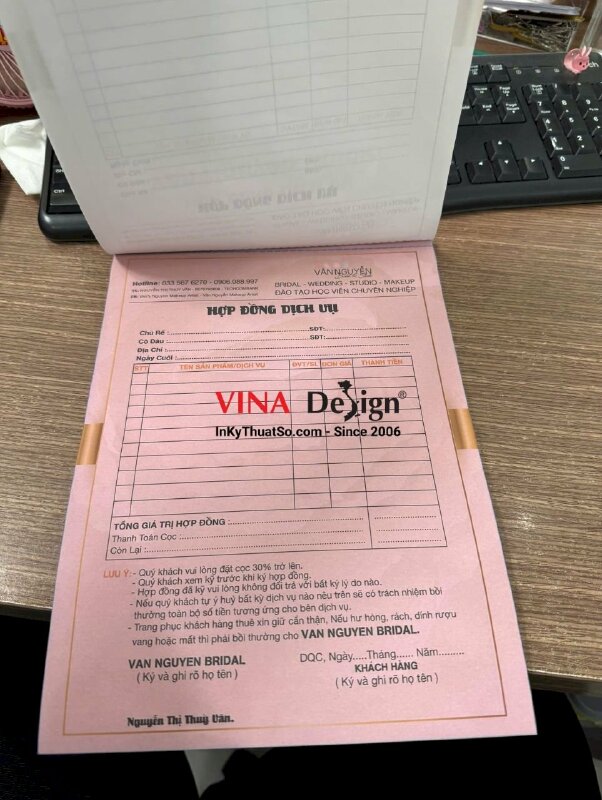 VĂN NGUYỄN
Hotline: 033 587 6270 - 0906.088.997
BRIDAL - WEDDING - STUDIO - MAKEUP
ĐÀO TẠO HỌC VIÊN CHUYÊN NGHIỆP
HỢP ĐỒNG DỊCH VỤ
Chú Rể : SĐT:
Cô Dâu : SĐT:
Địa Chỉ :
Ngày Cưới :
STT TÊN SẢN PHẨM/DỊCH VỤ ĐVT/SL ĐƠN GIÁ THÀNH TIỀN
VINA Design®
InKyThuatSo.com - Since 2006
TỔNG GIÁ TRỊ HỢP ĐỒNG :
Thanh Toán Cọc :
Còn Lại :
LƯU Ý: - Quý khách vui lòng đặt cọc 30% trở lên.
- Quý khách xem kỹ trước khi ký hợp đồng.
- Hợp đồng đã ký vui lòng không đổi trả với bất kỳ lý do nào.
- Nếu quý khách tự ý huỷ bất kỳ dịch vụ nào nêu trên sẽ có trách nhiệm bồi
thường toàn bộ số tiền tương ứng cho bên dịch vụ.
- Trang phục khách hàng thuê xin giữ cẩn thận, Nếu hư hỏng, rách, dính rượu
vang hoặc mất thì phải bồi thường cho VAN NGUYEN BRIDAL.
VAN NGUYEN BRIDAL
( Ký và ghi rõ họ tên )
DQC, Ngày.....Tháng...... Năm.........
KHÁCH HÀNG
( Ký và ghi rõ họ tên )
Nguyễn Thị Thuỳ Vân.